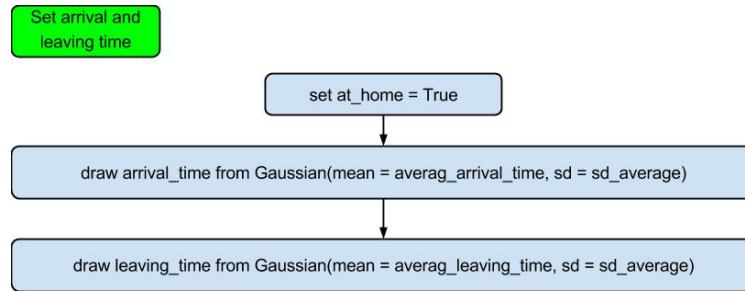 Set arrival and
leaving time
set at_home = True
draw arrival_time from Gaussian(mean = averag_arrival_time, sd = sd_average)
draw leaving_time from Gaussian(mean = averag_leaving_time, sd = sd_average)